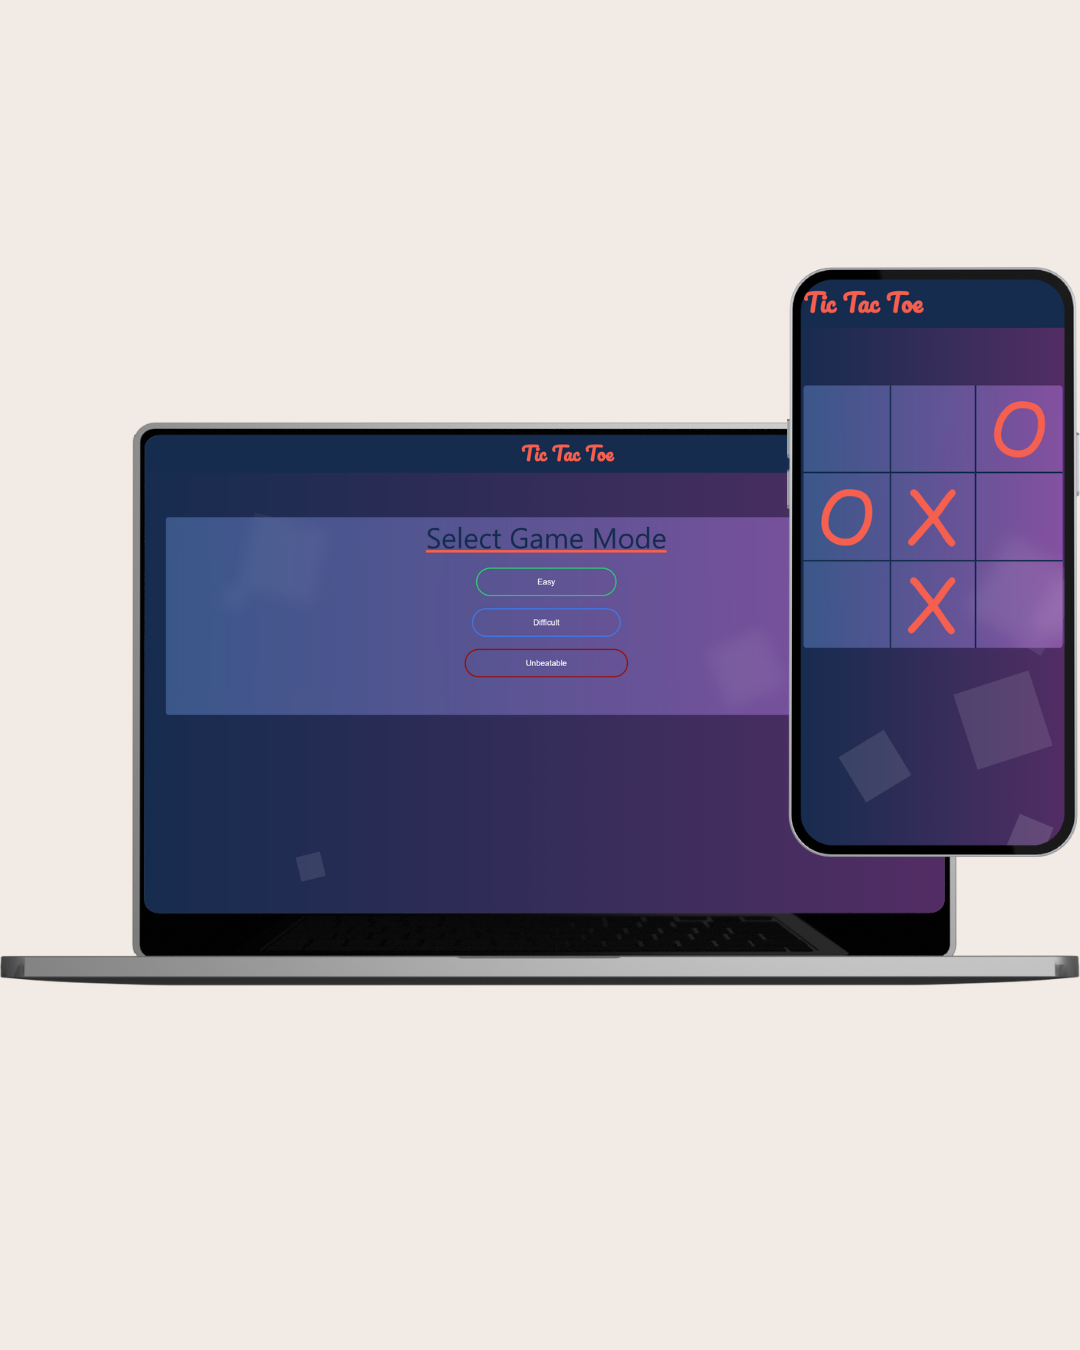 Tic Tac Toe
Select Game Mode
Easy
Difficult
Unbeatable
Tic Tac Toe
O
O X
X